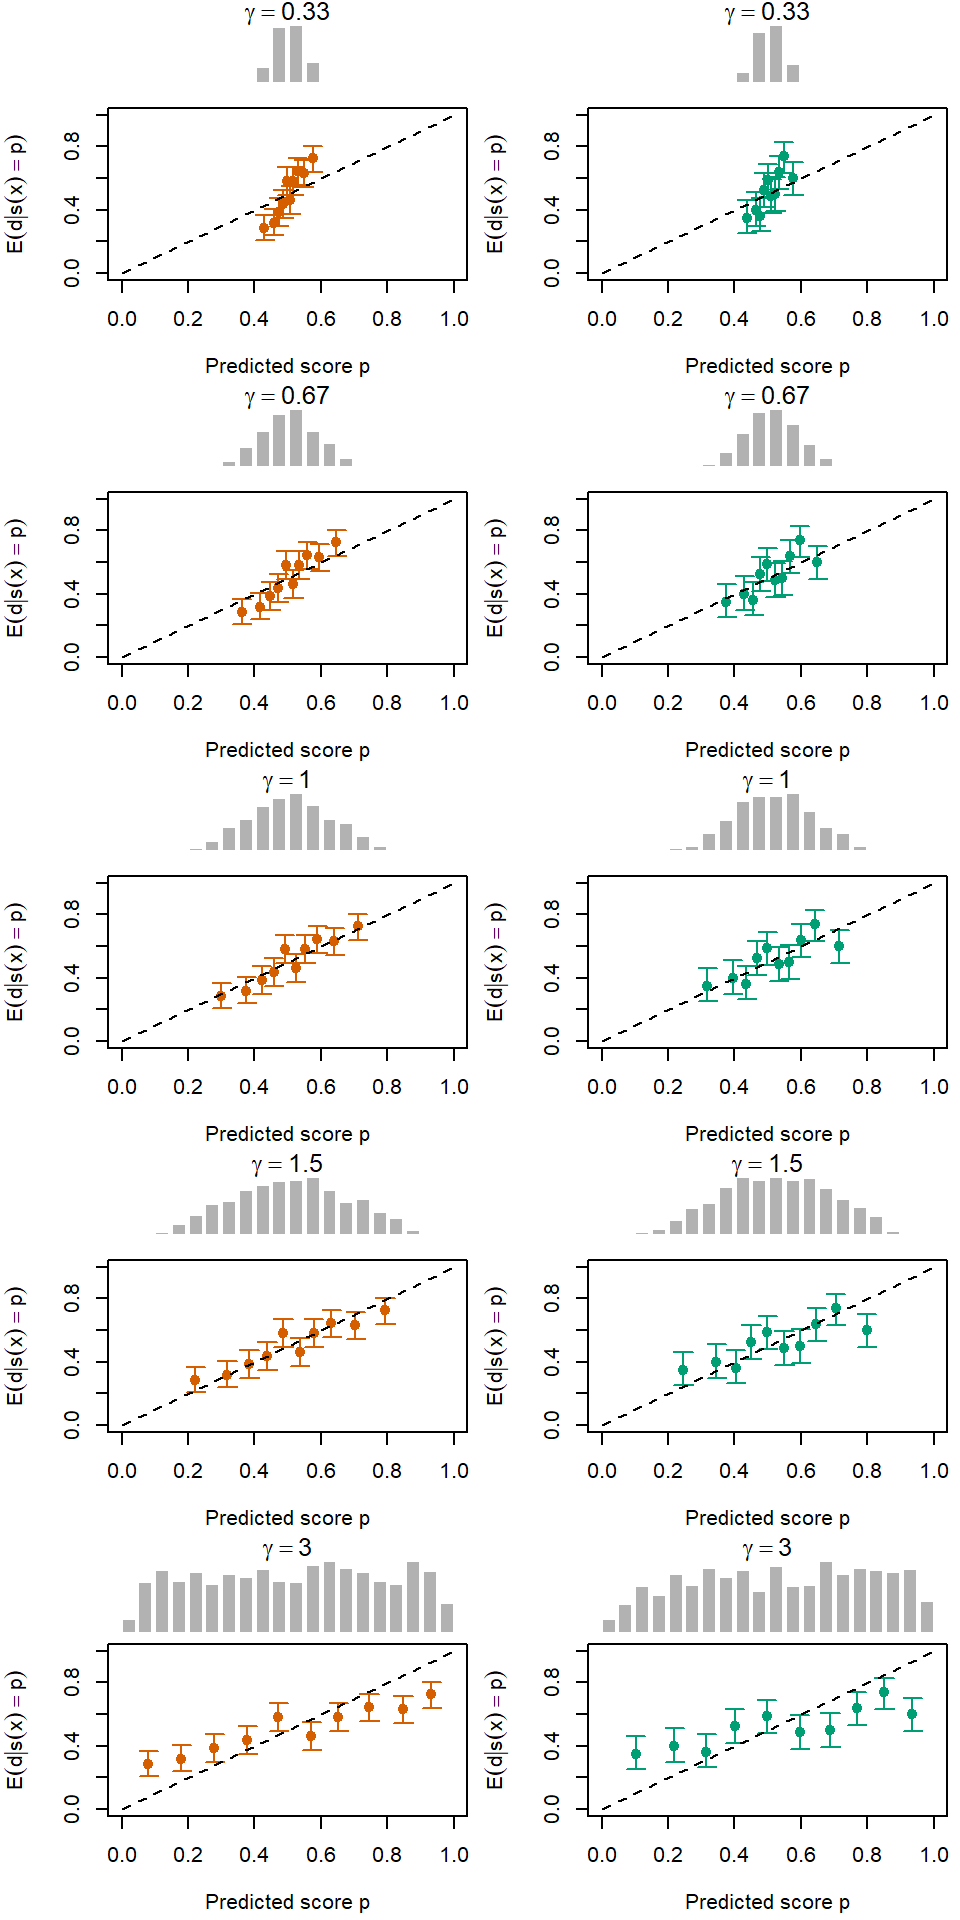 γ = 0.33 γ = 0.33
E(d|s(x) = p) 0.0 0.4 0.8 E(d|s(x) = p) 0.0 0.4 0.8
0.0 0.2 0.4 0.6 0.8 1.0 0.0 0.2 0.4 0.6 0.8 1.0
Predicted score p Predicted score p
γ = 0.67 γ = 0.67
E(d|s(x) = p) 0.0 0.4 0.8 E(d|s(x) = p) 0.0 0.4 0.8
0.0 0.2 0.4 0.6 0.8 1.0 0.0 0.2 0.4 0.6 0.8 1.0
Predicted score p Predicted score p
γ = 1 γ = 1
E(d|s(x) = p) 0.0 0.4 0.8 E(d|s(x) = p) 0.0 0.4 0.8
0.0 0.2 0.4 0.6 0.8 1.0 0.0 0.2 0.4 0.6 0.8 1.0
Predicted score p Predicted score p
γ = 1.5 γ = 1.5
E(d|s(x) = p) 0.0 0.4 0.8 E(d|s(x) = p) 0.0 0.4 0.8
0.0 0.2 0.4 0.6 0.8 1.0 0.0 0.2 0.4 0.6 0.8 1.0
Predicted score p Predicted score p
γ = 3 γ = 3
E(d|s(x) = p) 0.0 0.4 0.8 E(d|s(x) = p) 0.0 0.4 0.8
0.0 0.2 0.4 0.6 0.8 1.0 0.0 0.2 0.4 0.6 0.8 1.0
Predicted score p Predicted score p